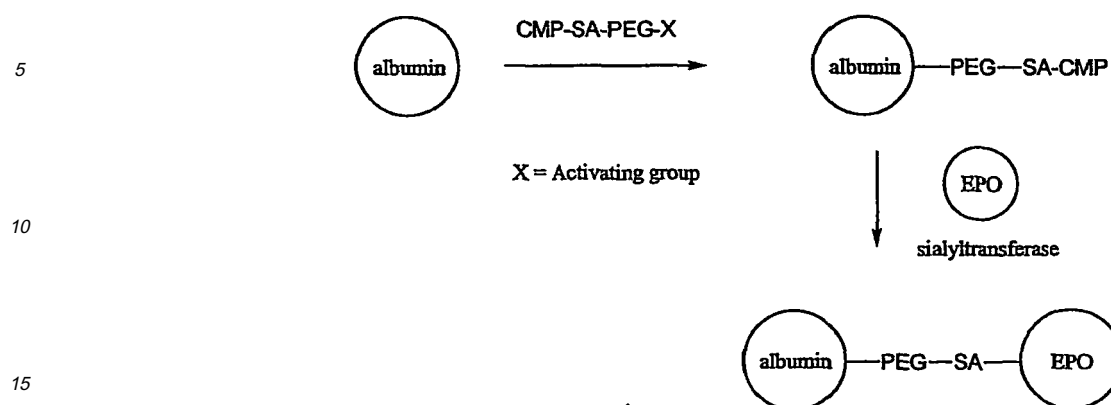 CMP-SA-PEG-X
5
albumin
albumin—PEG—SA-CMP
X = Activating group
EPO
10
sialyltransferase
albumin—PEG—SA—EPO
15